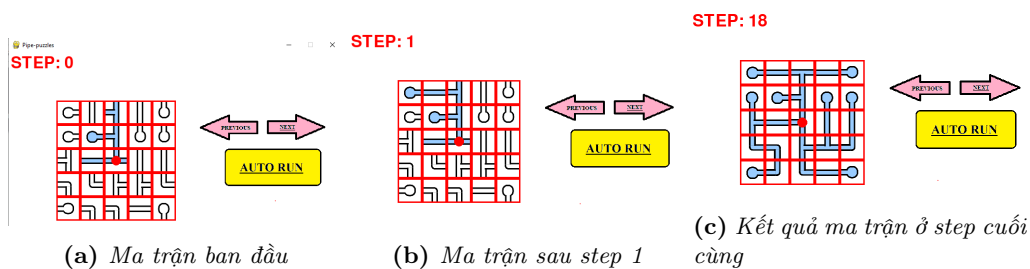 Pipe-puzzles
STEP: 0
PREVIOUS
NEXT
AUTO RUN
(a) Ma trận ban đầu
STEP: 1
PREVIOUS
NEXT
AUTO RUN
(b) Ma trận sau step 1
STEP: 18
PREVIOUS
NEXT
AUTO RUN
(c) Kết quả ma trận ở step cuối
cùng